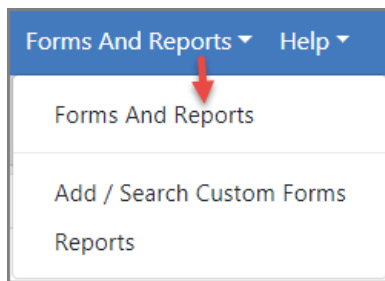 Forms And Reports Help
Forms And Reports
Add / Search Custom Forms
Reports